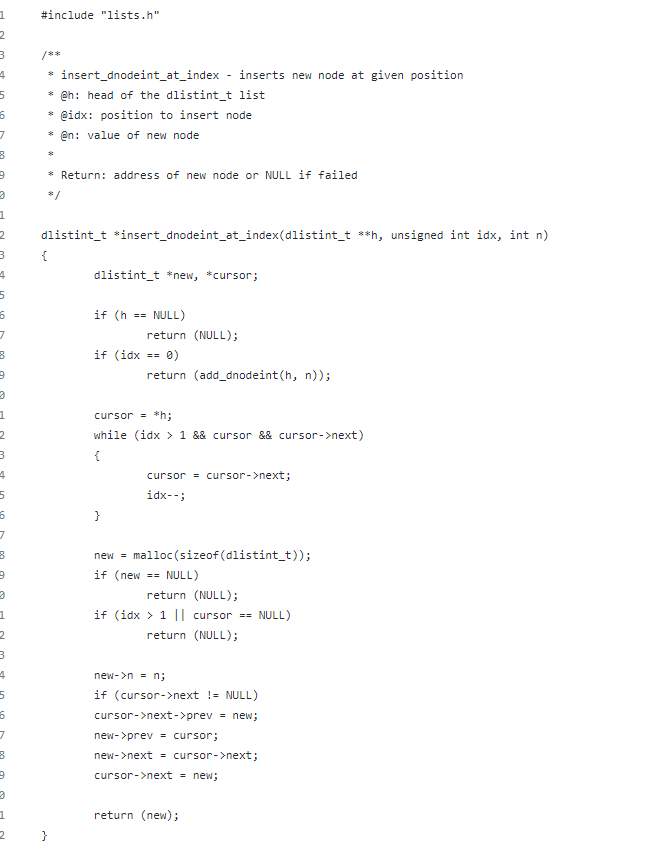 1 #include "lists.h"
2
3 /**
4 * insert_dnodeint_at_index - inserts new node at given position
5 * @h: head of the dlistint_t list
6 * @idx: position to insert node
7 * @n: value of new node
8 *
9 * Return: address of new node or NULL if failed
0 */
1
2 dlistint_t *insert_dnodeint_at_index(dlistint_t **h, unsigned int idx, int n)
3 {
4 dlistint_t *new, *cursor;
5
6 if (h == NULL)
7 return (NULL);
8 if (idx == 0)
9 return (add_dnodeint(h, n));
0
1 cursor = *h;
2 while (idx > 1 && cursor && cursor->next)
3 {
4 cursor = cursor->next;
5 idx--;
6 }
7
8 new = malloc(sizeof(dlistint_t));
9 if (new == NULL)
0 return (NULL);
1 if (idx > 1 || cursor == NULL)
2 return (NULL);
3
4 new->n = n;
5 if (cursor->next != NULL)
6 cursor->next->prev = new;
7 new->prev = cursor;
8 new->next = cursor->next;
9 cursor->next = new;
0
1 return (new);
2 }